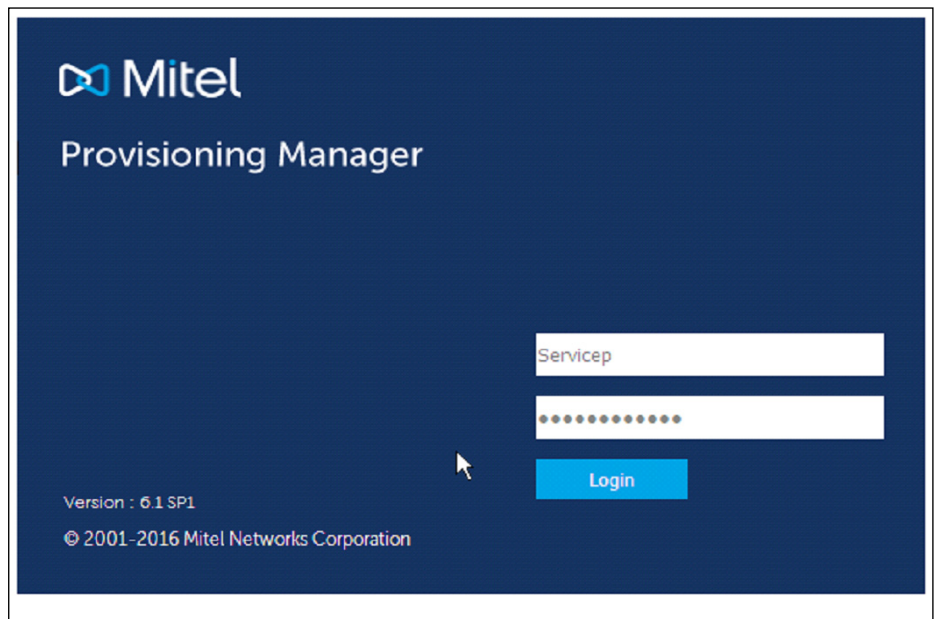 Mitel
Provisioning Manager
Servicep
••••••••••••
Login
Version : 6.1 SP1
© 2001-2016 Mitel Networks Corporation